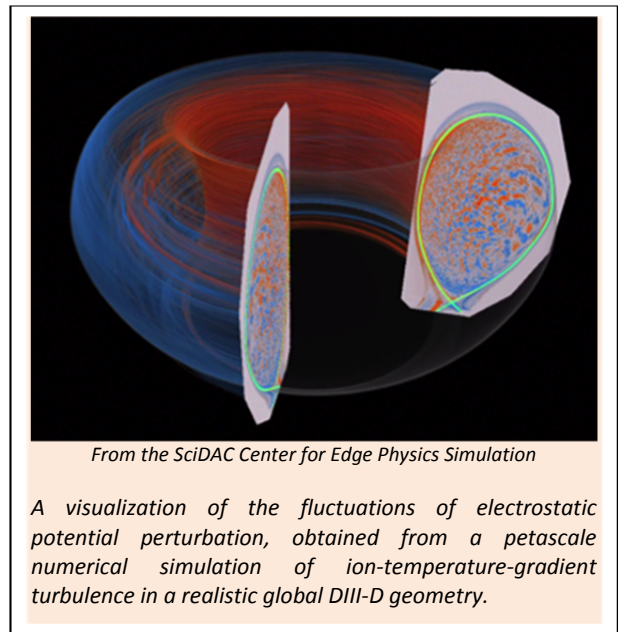 From the SciDAC Center for Edge Physics Simulation
A visualization of the fluctuations of electrostatic
potential perturbation, obtained from a petascale
numerical simulation of ion-temperature-gradient
turbulence in a realistic global DIII-D geometry.